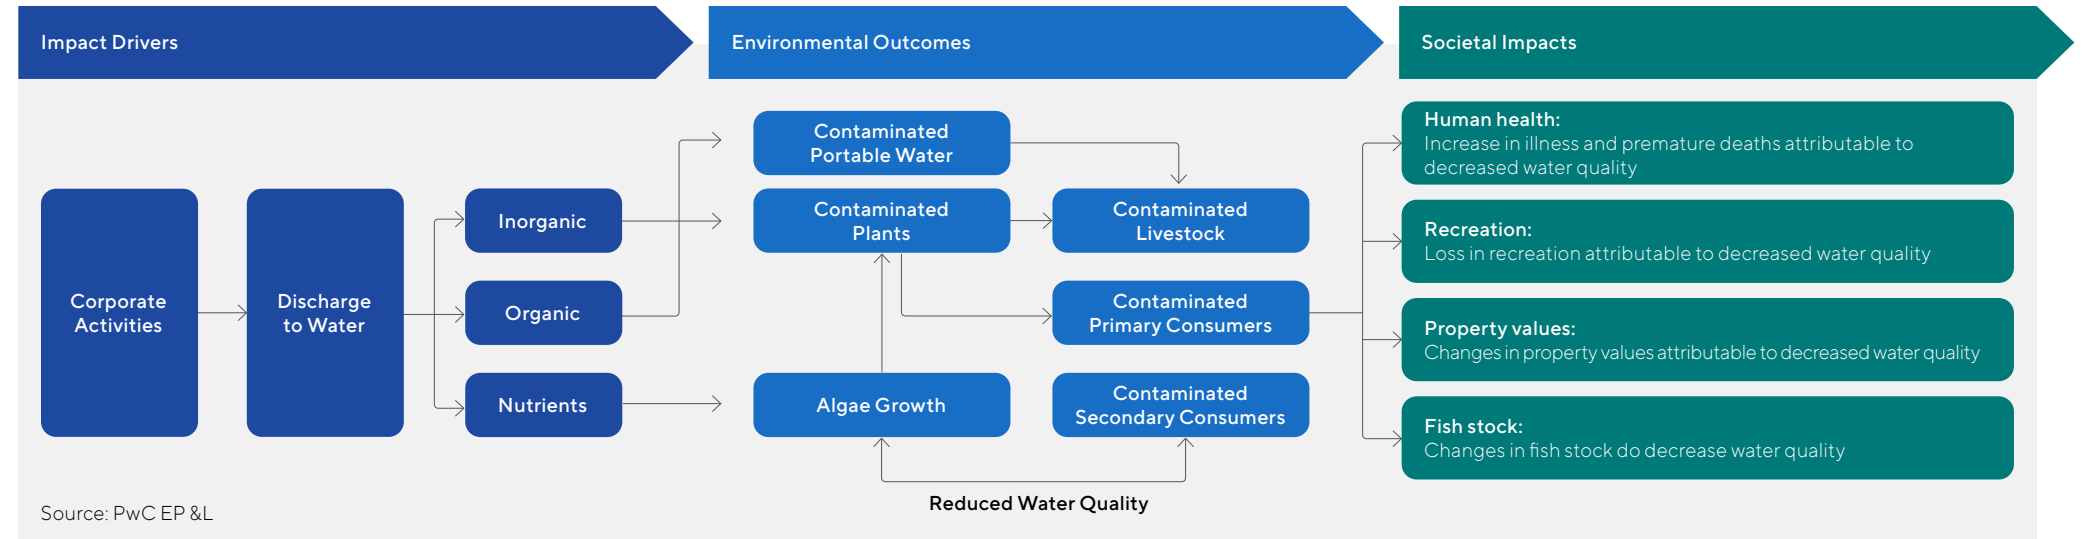 Impact Drivers
Environmental Outcomes
Societal Impacts
Corporate
Activities
Discharge
to Water
Inorganic
Organic
Nutrients
Contaminated
Portable Water
Contaminated
Plants
Algae Growth
Contaminated
Livestock
Contaminated
Primary Consumers
Contaminated
Secondary Consumers
Reduced Water Quality
Human health:
Increase in illness and premature deaths attributable to
decreased water quality
Recreation:
Loss in recreation attributable to decreased water quality
Property values:
Changes in property values attributable to decreased water quality
Fish stock:
Changes in fish stock do decrease water quality
Source: PwC EP &L